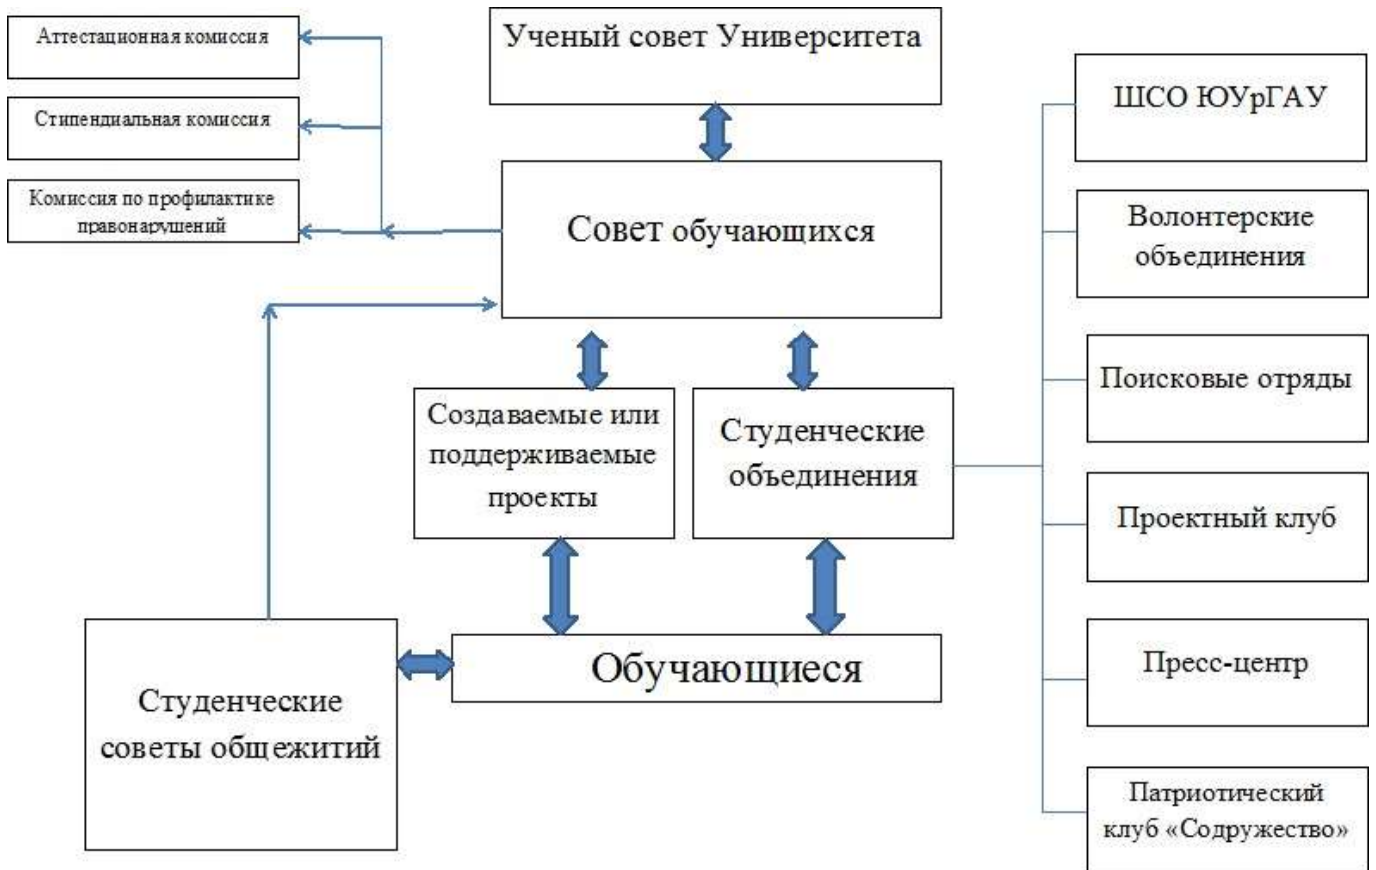 Аттестационная комиссия
Стипендиальная комиссия
Комиссия по профилактике
правонарушений
Ученый совет Университета
Совет обучающихся
Создаваемые или
поддерживаемые
проекты
Студенческие
объединения
Обучающиеся
Студенческие
советы общежитий
ШСО ЮУрГАУ
Волонтерские
объединения
Поисковые отряды
Проектный клуб
Пресс-центр
Патриотический
клуб «Содружество»